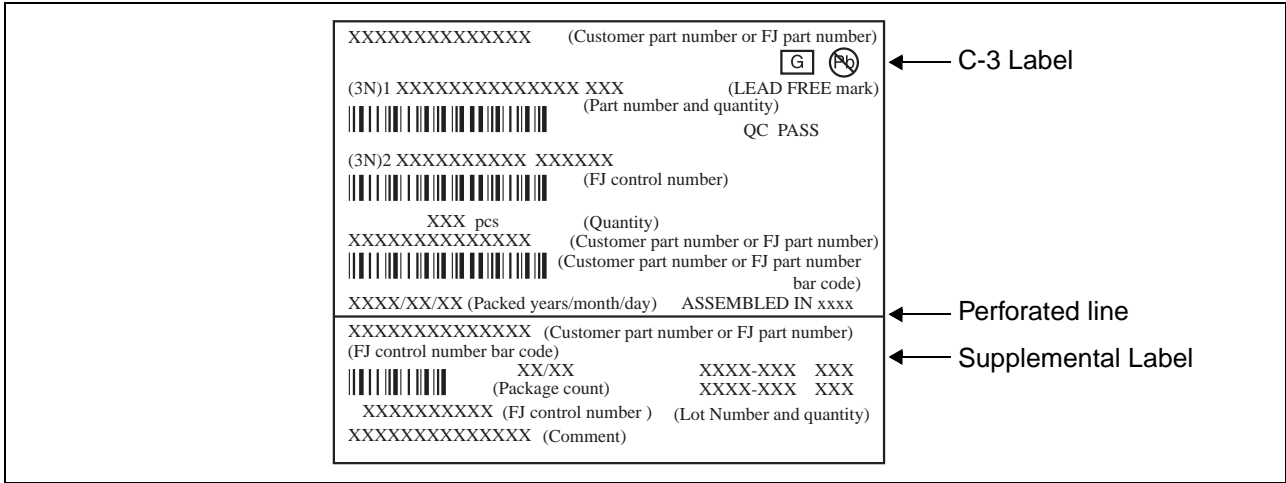 XXXXXXXXXXXXXX (Customer part number or FJ part number)
G Pb
C-3 Label
(3N)1 XXXXXXXXXXXXXX XXX (LEAD FREE mark)
(Part number and quantity)
QC PASS
(3N)2 XXXXXXXXXX XXXXXX
(FJ control number)
XXX pcs (Quantity)
XXXXXXXXXXXXXX (Customer part number or FJ part number)
(Customer part number or FJ part number
bar code)
XXXX/XX/XX (Packed years/month/day) ASSEMBLED IN xxxx
Perforated line
XXXXXXXXXXXXXX (Customer part number or FJ part number)
(FJ control number bar code)
Supplemental Label
XX/XX XXXX-XXX XXX
(Package count) XXXX-XXX XXX
XXXXXXXXXX (FJ control number ) (Lot Number and quantity)
XXXXXXXXXXXXXX (Comment)